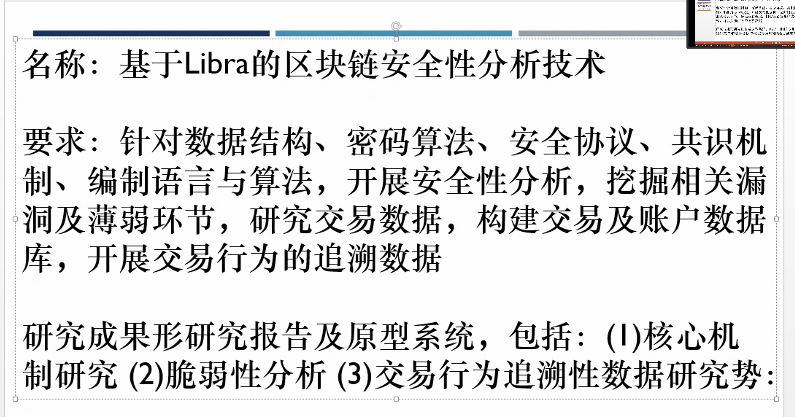 名称：基于Libra的区块链安全性分析技术
要求：针对数据结构、密码算法、安全协议、共识机
制、编制语言与算法，开展安全性分析，挖掘相关漏
洞及薄弱环节，研究交易数据，构建交易及账户数据
库，开展交易行为的追溯数据
研究成果形研究报告及原型系统，包括：(1)核心机
制研究 (2)脆弱性分析 (3)交易行为追溯性数据研究势：